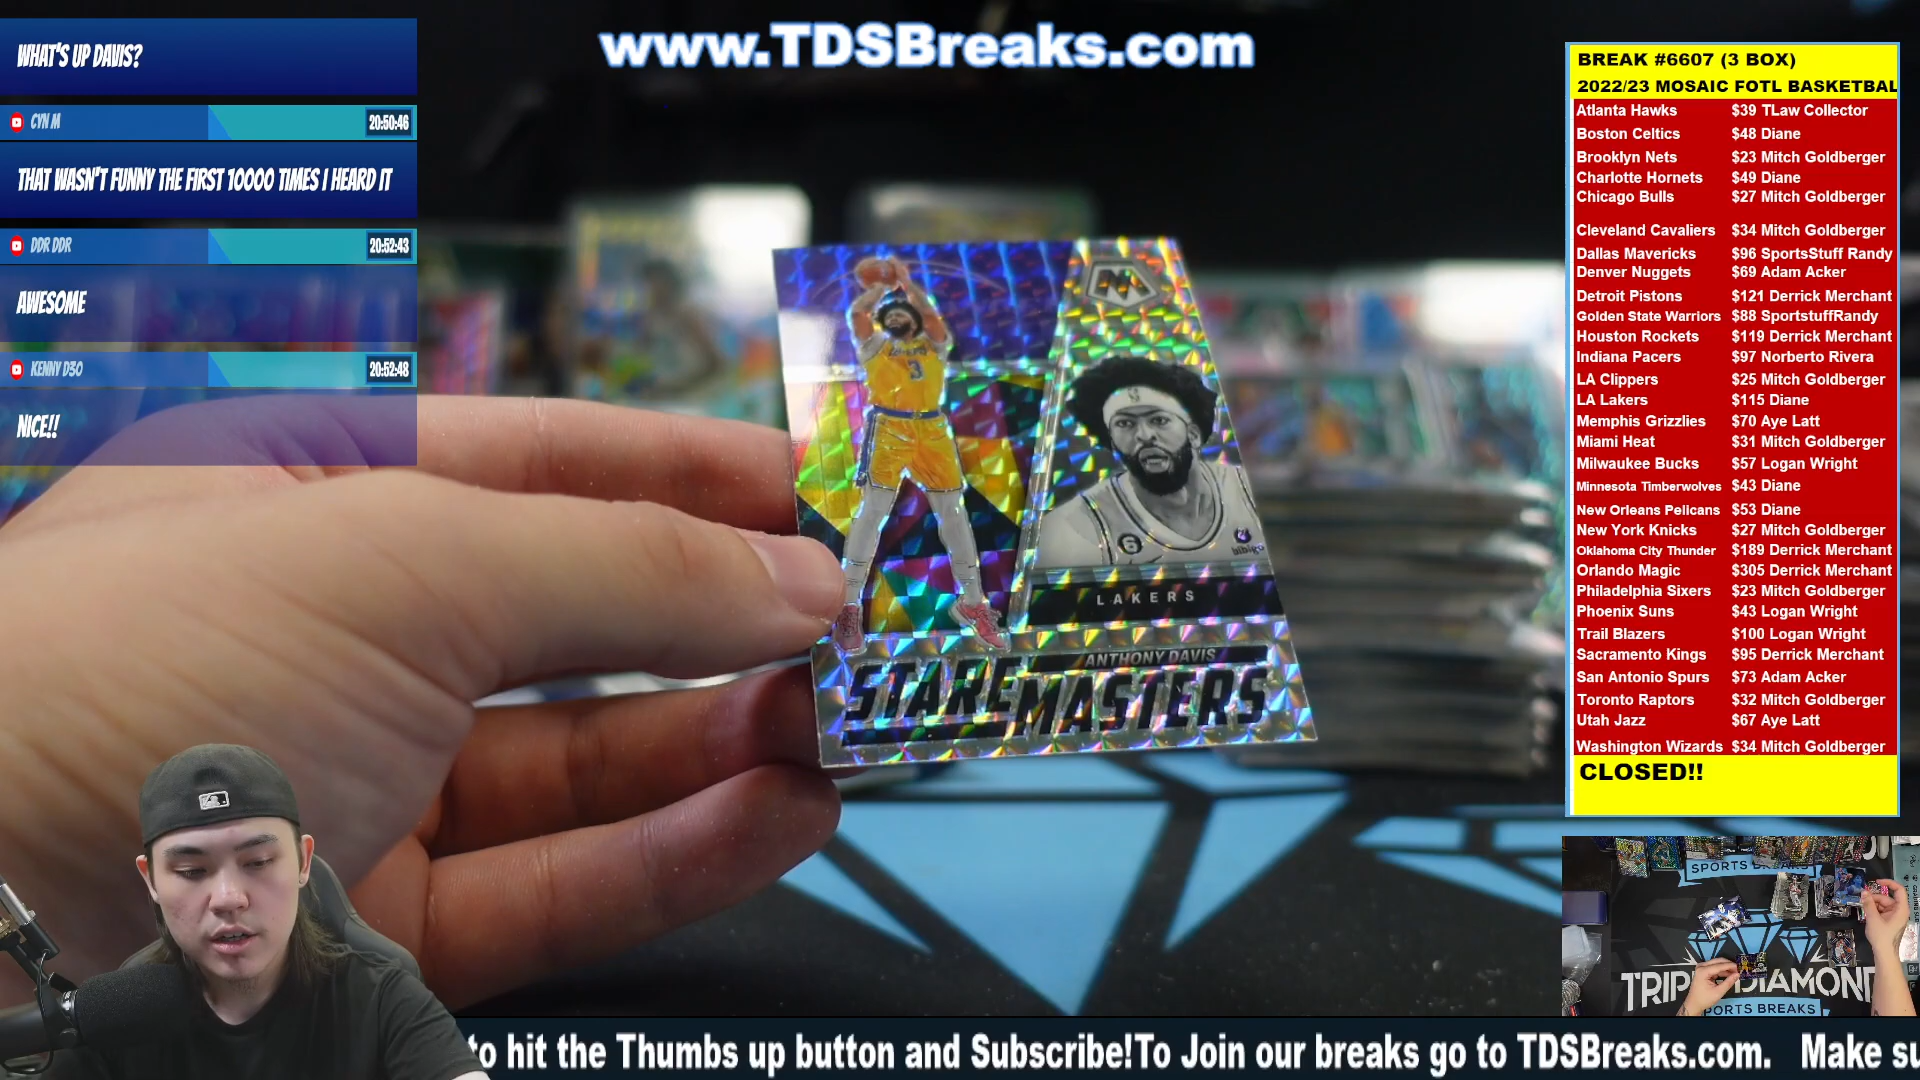 www.TDSBreaks.com
WHAT'S UP DAVIS?
CYN M 20:50:46
THAT WASN'T FUNNY THE FIRST 10000 TIMES I HEARD IT
DDR DDR 20:52:43
AWESOME
KENNY D30 20:52:48
NICE!!
3
6
bibigo
LAKERS
ANTHONY DAVIS
STARE MASTERS
BREAK #6607 (3 BOX)
2022/23 MOSAIC FOTL BASKETBAL
Atlanta Hawks $39 TLaw Collector
Boston Celtics $48 Diane
Brooklyn Nets $23 Mitch Goldberger
Charlotte Hornets $49 Diane
Chicago Bulls $27 Mitch Goldberger
Cleveland Cavaliers $34 Mitch Goldberger
Dallas Mavericks $96 SportsStuff Randy
Denver Nuggets $69 Adam Acker
Detroit Pistons $121 Derrick Merchant
Golden State Warriors $88 SportstuffRandy
Houston Rockets $119 Derrick Merchant
Indiana Pacers $97 Norberto Rivera
LA Clippers $25 Mitch Goldberger
LA Lakers $115 Diane
Memphis Grizzlies $70 Aye Latt
Miami Heat $31 Mitch Goldberger
Milwaukee Bucks $57 Logan Wright
Minnesota Timberwolves $43 Diane
New Orleans Pelicans $53 Diane
New York Knicks $27 Mitch Goldberger
Oklahoma City Thunder $189 Derrick Merchant
Orlando Magic $305 Derrick Merchant
Philadelphia Sixers $23 Mitch Goldberger
Phoenix Suns $43 Logan Wright
Trail Blazers $100 Logan Wright
Sacramento Kings $95 Derrick Merchant
San Antonio Spurs $73 Adam Acker
Toronto Raptors $32 Mitch Goldberger
Utah Jazz $67 Aye Latt
Washington Wizards $34 Mitch Goldberger
CLOSED!!
SPORTS BREAKS
TRIP DIAMOND
PORTS BREAKS
to hit the Thumbs up button and Subscribe!To Join our breaks go to TDSBreaks.com. Make su